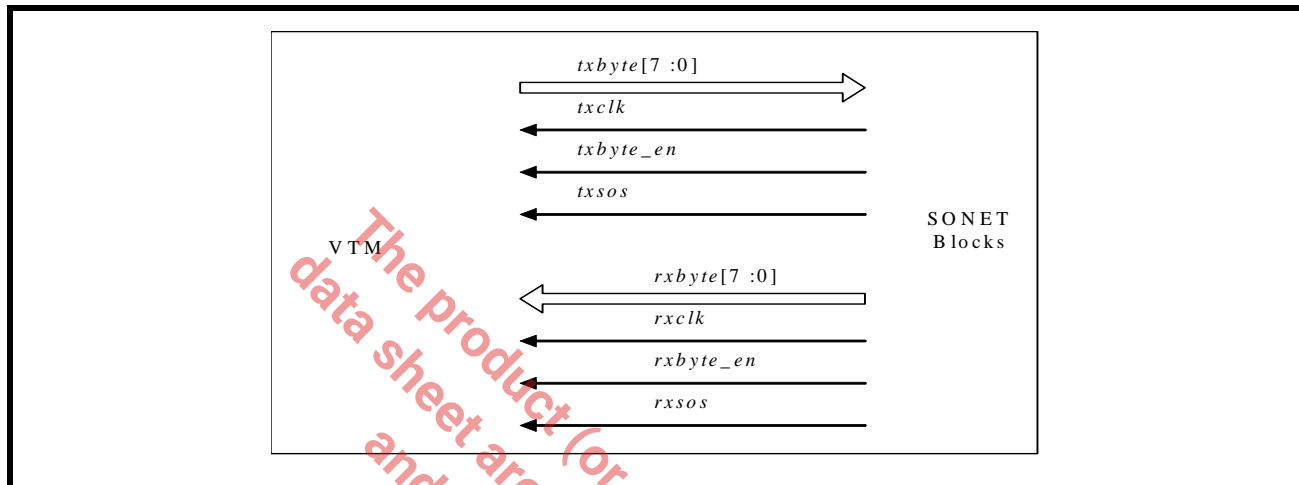 txbyte[7 :0]
txclk
txbyte_en
txsos
SONET
Blocks
VTM
rxbyte[7 :0]
rxclk
rxbyte_en
rxsos
The product (or
data sheet are
and